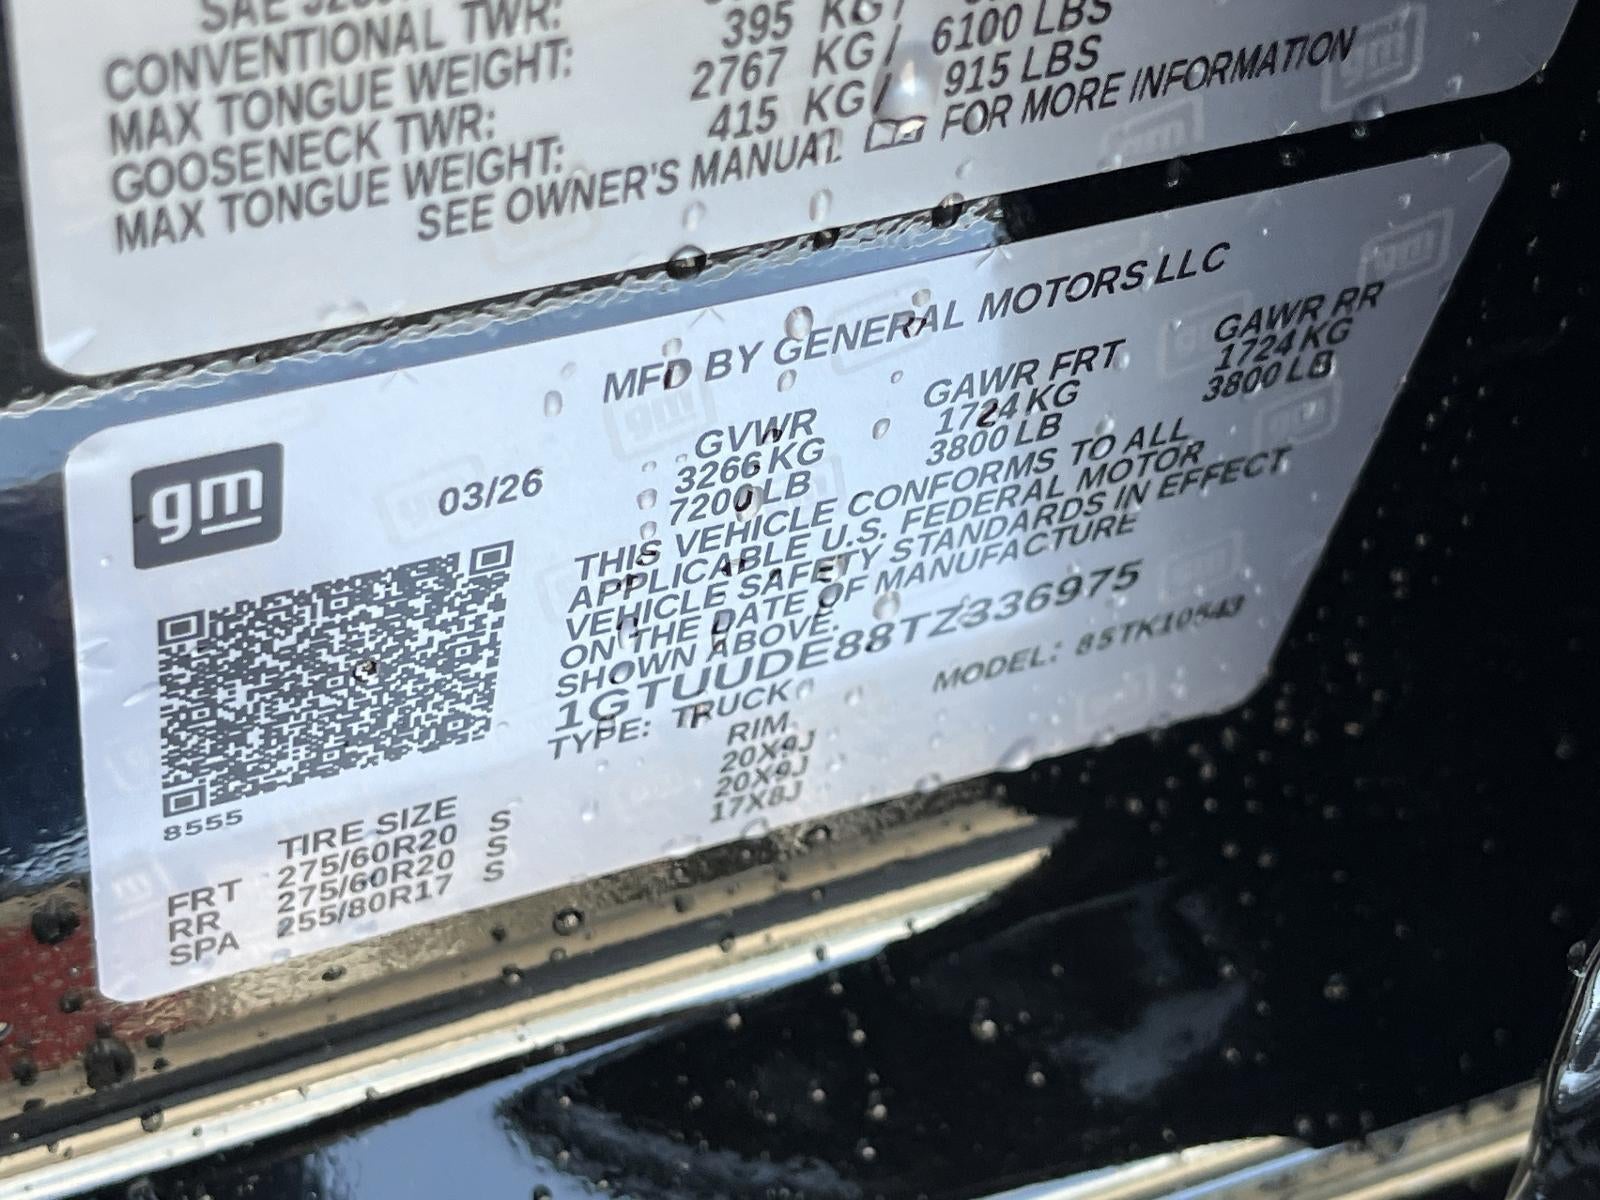 CONVENTIONAL TWR: 395 KG/
MAX TONGUE WEIGHT: 2767 KG/ 6100 LBS
GOOSENECK TWR: 415 KG/ 915 LBS
MAX TONGUE WEIGHT:
SEE OWNER'S MANUAL FOR MORE INFORMATION
MFD BY GENERAL MOTORS LLC
gm
03/26
GVWR GAWR FRT GAWR RR
3266 KG 1724 KG 1724 KG
7200 LB 3800 LB 3800 LB
THIS VEHICLE CONFORMS TO ALL
APPLICABLE U.S. FEDERAL MOTOR
VEHICLE SAFETY STANDARDS IN EFFECT
ON THE DATE OF MANUFACTURE
SHOWN ABOVE.
1GTUUDE88TZ336975
TYPE: TRUCK MODEL: 85TK10543
8555
TIRE SIZE RIM
FRT 275/60R20 S 20X9J
RR 275/60R20 S 20X9J
SPA 255/80R17 S 17X8J